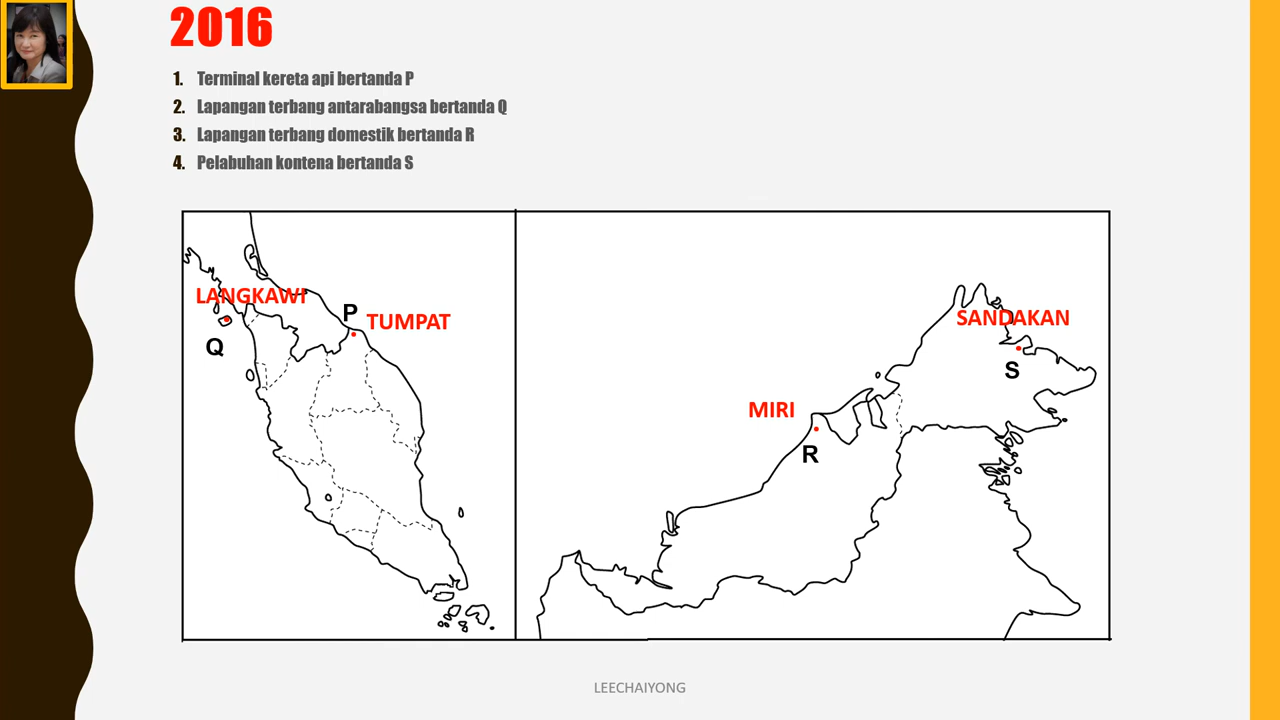 2016
1. Terminal kereta api bertanda P
2. Lapangan terbang antarabangsa bertanda Q
3. Lapangan terbang domestik bertanda R
4. Pelabuhan kontena bertanda S
LANGKAWI
P
TUMPAT
Q
SANDAKAN
S
MIRI
R
LEECHAIYONG